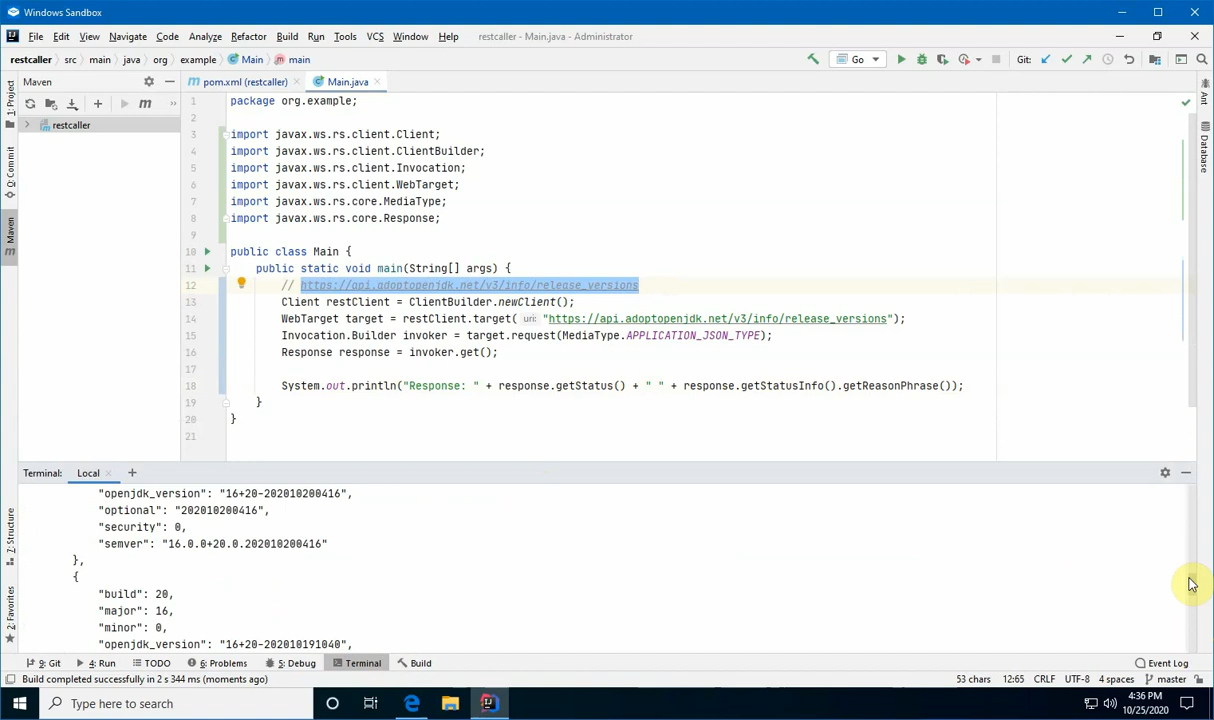 Windows Sandbox
File Edit View Navigate Code Analyze Refactor Build Run Tools VCS Window Help restcaller - Main.java - Administrator
restcaller src main java org example Main main Go Git:
Maven
pom.xml (restcaller) Main.java
restcaller
1: Project
0: Commit
Maven
7: Structure
2: Favorites
Ant
Database
1 package org.example;
2
3 import javax.ws.rs.client.Client;
4 import javax.ws.rs.client.ClientBuilder;
5 import javax.ws.rs.client.Invocation;
6 import javax.ws.rs.client.WebTarget;
7 import javax.ws.rs.core.MediaType;
8 import javax.ws.rs.core.Response;
9
10 public class Main {
11 public static void main(String[] args) {
12 // https://api.adoptopenjdk.net/v3/info/release_versions
13 Client restClient = ClientBuilder.newClient();
14 WebTarget target = restClient.target( uri: "https://api.adoptopenjdk.net/v3/info/release_versions");
15 Invocation.Builder invoker = target.request(MediaType.APPLICATION_JSON_TYPE);
16 Response response = invoker.get();
17
18 System.out.println("Response: " + response.getStatus() + " " + response.getStatusInfo().getReasonPhrase());
19 }
20 }
21
Terminal: Local
"openjdk_version": "16+20-202010200416",
"optional": "202010200416",
"security": 0,
"semver": "16.0.0+20.0.202010200416"
},
{
"build": 20,
"major": 16,
"minor": 0,
"openjdk_version": "16+20-202010191040",
9: Git 4: Run TODO 6: Problems 5: Debug Terminal Build Event Log
Build completed successfully in 2 s 344 ms (moments ago) 53 chars 12:65 CRLF UTF-8 4 spaces master
Type here to search
4:36 PM
10/25/2020